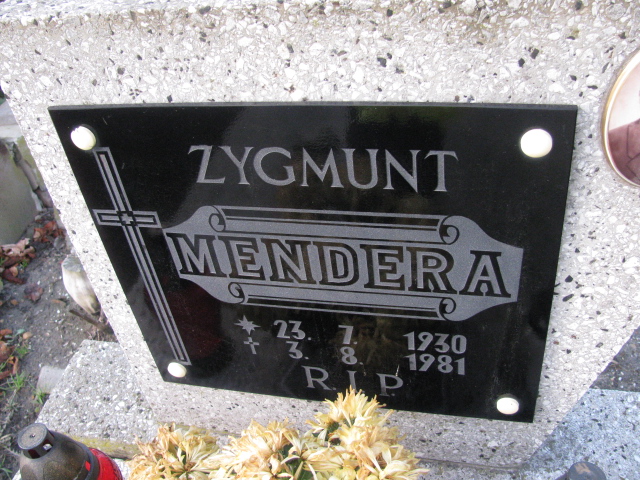 ZYGMUNT
MENDERA
* 23. 7. 1930
✝ 3. 8. 1981
R.I.P